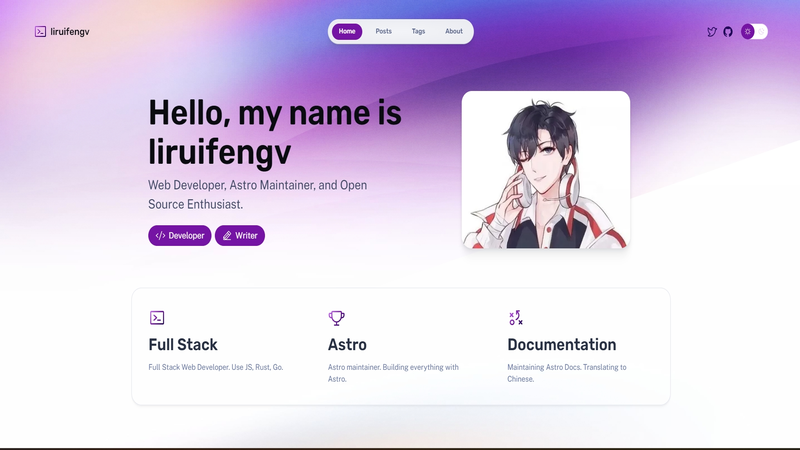 liruifengv
Home Posts Tags About
Hello, my name is
liruifengv
Web Developer, Astro Maintainer, and Open
Source Enthusiast.
Developer Writer
Full Stack
Full Stack Web Developer. Use JS, Rust, Go.
Astro
Astro maintainer. Building everything with
Astro.
Documentation
Maintaining Astro Docs. Translating to
Chinese.